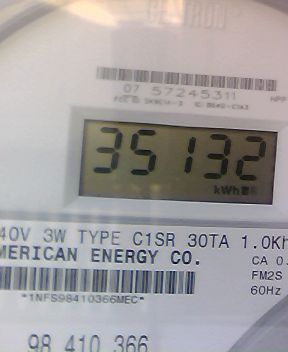 CENTRON
07 57245311
35132
kWh
40V 3W TYPE C1SR 30TA 1.0Kh
MERICAN ENERGY CO.
CA 0.
FM2S
*1NFS98410366MEC*
60Hz
98 410 366